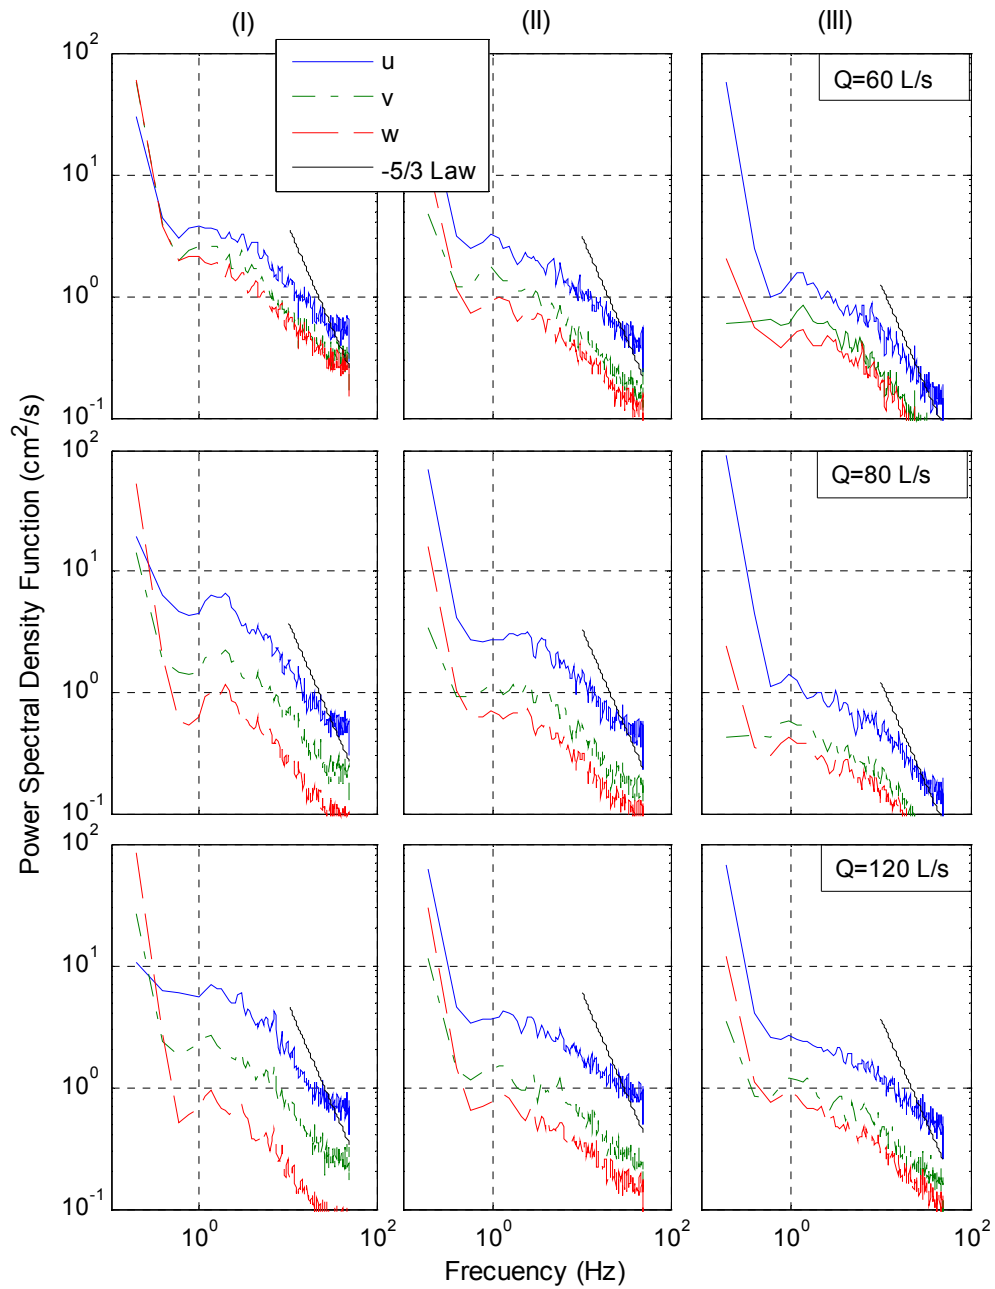 (I) (II) (III)
u
v
w
-5/3 Law
Q=60 L/s
10^2
10^1
10^0
10^-1
Q=80 L/s
10^2
10^1
10^0
10^-1
Q=120 L/s
10^2
10^1
10^0
10^-1
10^0 10^2 10^0 10^2 10^0 10^2
Power Spectral Density Function (cm^2/s)
Frecuency (Hz)